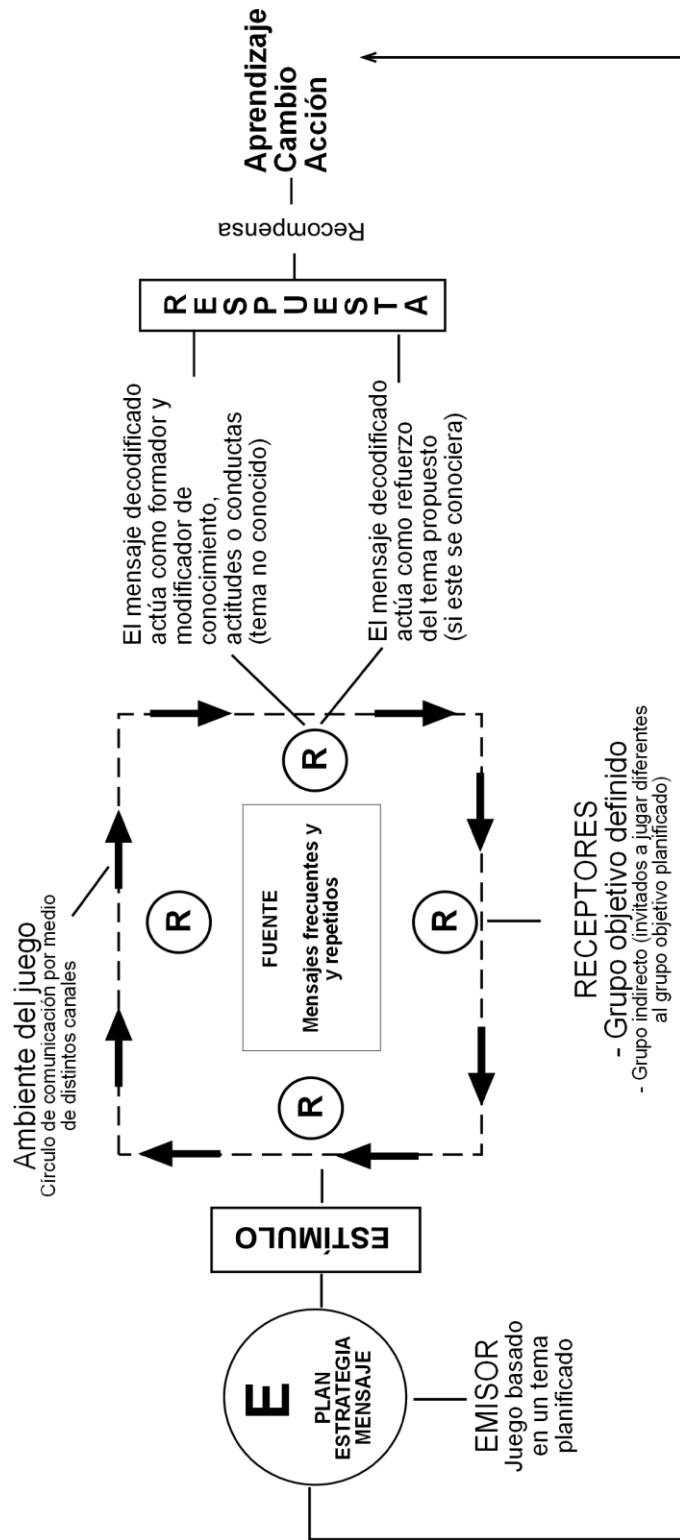 Ambiente del juego
Círculo de comunicación por medio
de distintos canales
E
PLAN
ESTRATEGIA
MENSAJE
EMISOR
Juego basado
en un tema
planificado
ESTÍMULO
R
R
R
R
FUENTE
Mensajes frecuentes y
y repetidos
RECEPTORES
- Grupo objetivo definido
- Grupo indirecto (invitados a jugar diferentes
al grupo objetivo planificado)
El mensaje decodificado
actúa como formador y
modificador de
conocimiento,
actitudes o conductas
(tema no conocido)
El mensaje decodificado
actúa como refuerzo
del tema propuesto
(si este se conociera)
RESPUESTA
Recompensa
Aprendizaje
Cambio
Acción